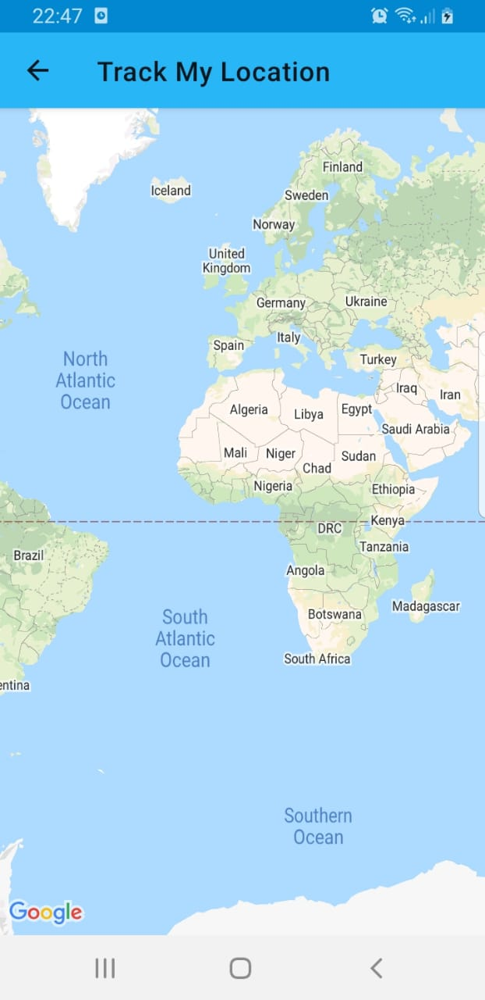 22:47
Track My Location
Finland
Iceland
Sweden
Norway
United
Kingdom
Germany
Ukraine
Italy
Spain
North
Atlantic
Ocean
Turkey
Iraq
Iran
Algeria
Libya
Egypt
Saudi Arabia
Mali
Niger
Chad
Sudan
Nigeria
Ethiopia
DRC
Kenya
Tanzania
Brazil
Angola
Madagascar
Botswana
South
Atlantic
Ocean
South Africa
entina
Southern
Ocean
Google